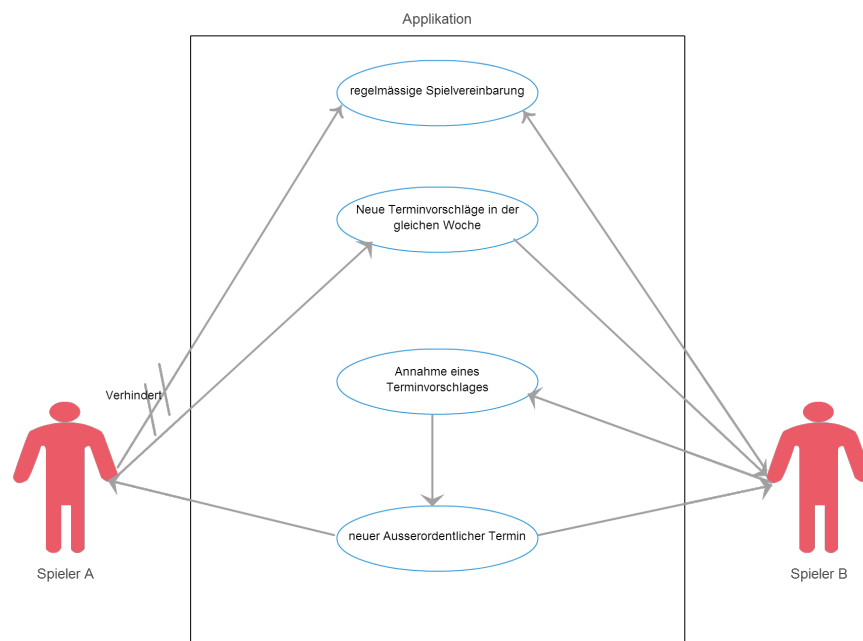 Applikation
regelmässige Spielvereinbarung
Neue Terminvorschläge in der
gleichen Woche
Annahme eines
Terminvorschlages
Verhindert
neuer Ausserordentlicher Termin
Spieler A
Spieler B